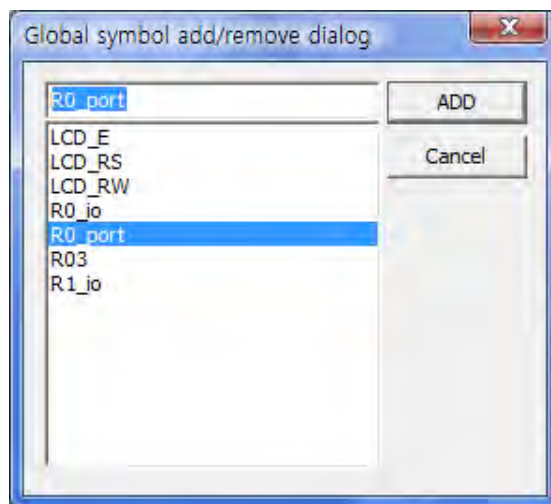 Global symbol add/remove dialog
R0_port
ADD
Cancel
LCD_E
LCD_RS
LCD_RW
R0_io
R0_port
R03
R1_io